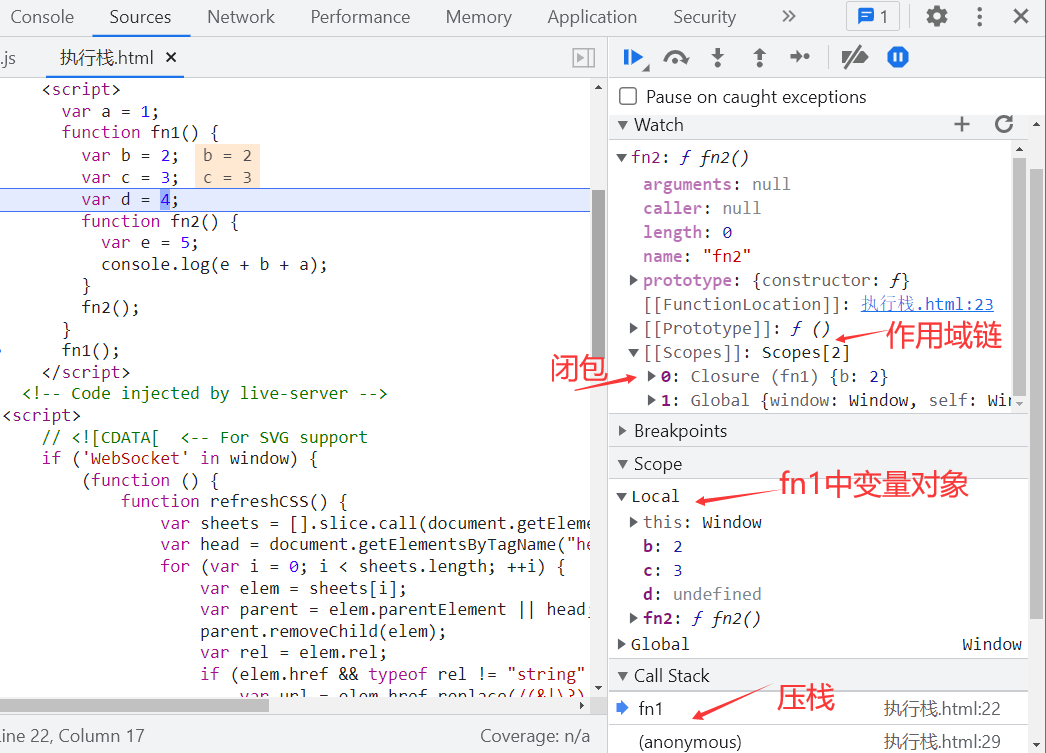 Console Sources Network Performance Memory Application Security » 1
.js 执行栈.html ×
<script>
var a = 1;
function fn1() {
var b = 2; b = 2
var c = 3; c = 3
var d = 4;
function fn2() {
var e = 5;
console.log(e + b + a);
}
fn2();
}
fn1();
</script>
<!-- Code injected by live-server -->
<script>
// <![CDATA[ <-- For SVG support
if ('WebSocket' in window) {
(function () {
function refreshCSS() {
var sheets = [].slice.call(document.getEleme
var head = document.getElementsByTagName("he
for (var i = 0; i < sheets.length; ++i) {
var elem = sheets[i];
var parent = elem.parentElement || head;
parent.removeChild(elem);
var rel = elem.rel;
if (elem.href && typeof rel != "string"
var url = elem.href.replace(/(&|\?)
ine 22, Column 17 Coverage: n/a
Pause on caught exceptions
Watch
fn2: ƒ fn2()
arguments: null
caller: null
length: 0
name: "fn2"
prototype: {constructor: ƒ}
[[FunctionLocation]]: 执行栈.html:23
[[Prototype]]: ƒ ()
作用域链
[[Scopes]]: Scopes[2]
闭包
0: Closure (fn1) {b: 2}
1: Global {window: Window, self: Win
Breakpoints
Scope
fn1中变量对象
Local
this: Window
b: 2
c: 3
d: undefined
fn2: ƒ fn2()
Global Window
Call Stack
压栈
fn1 执行栈.html:22
(anonymous) 执行栈.html:29